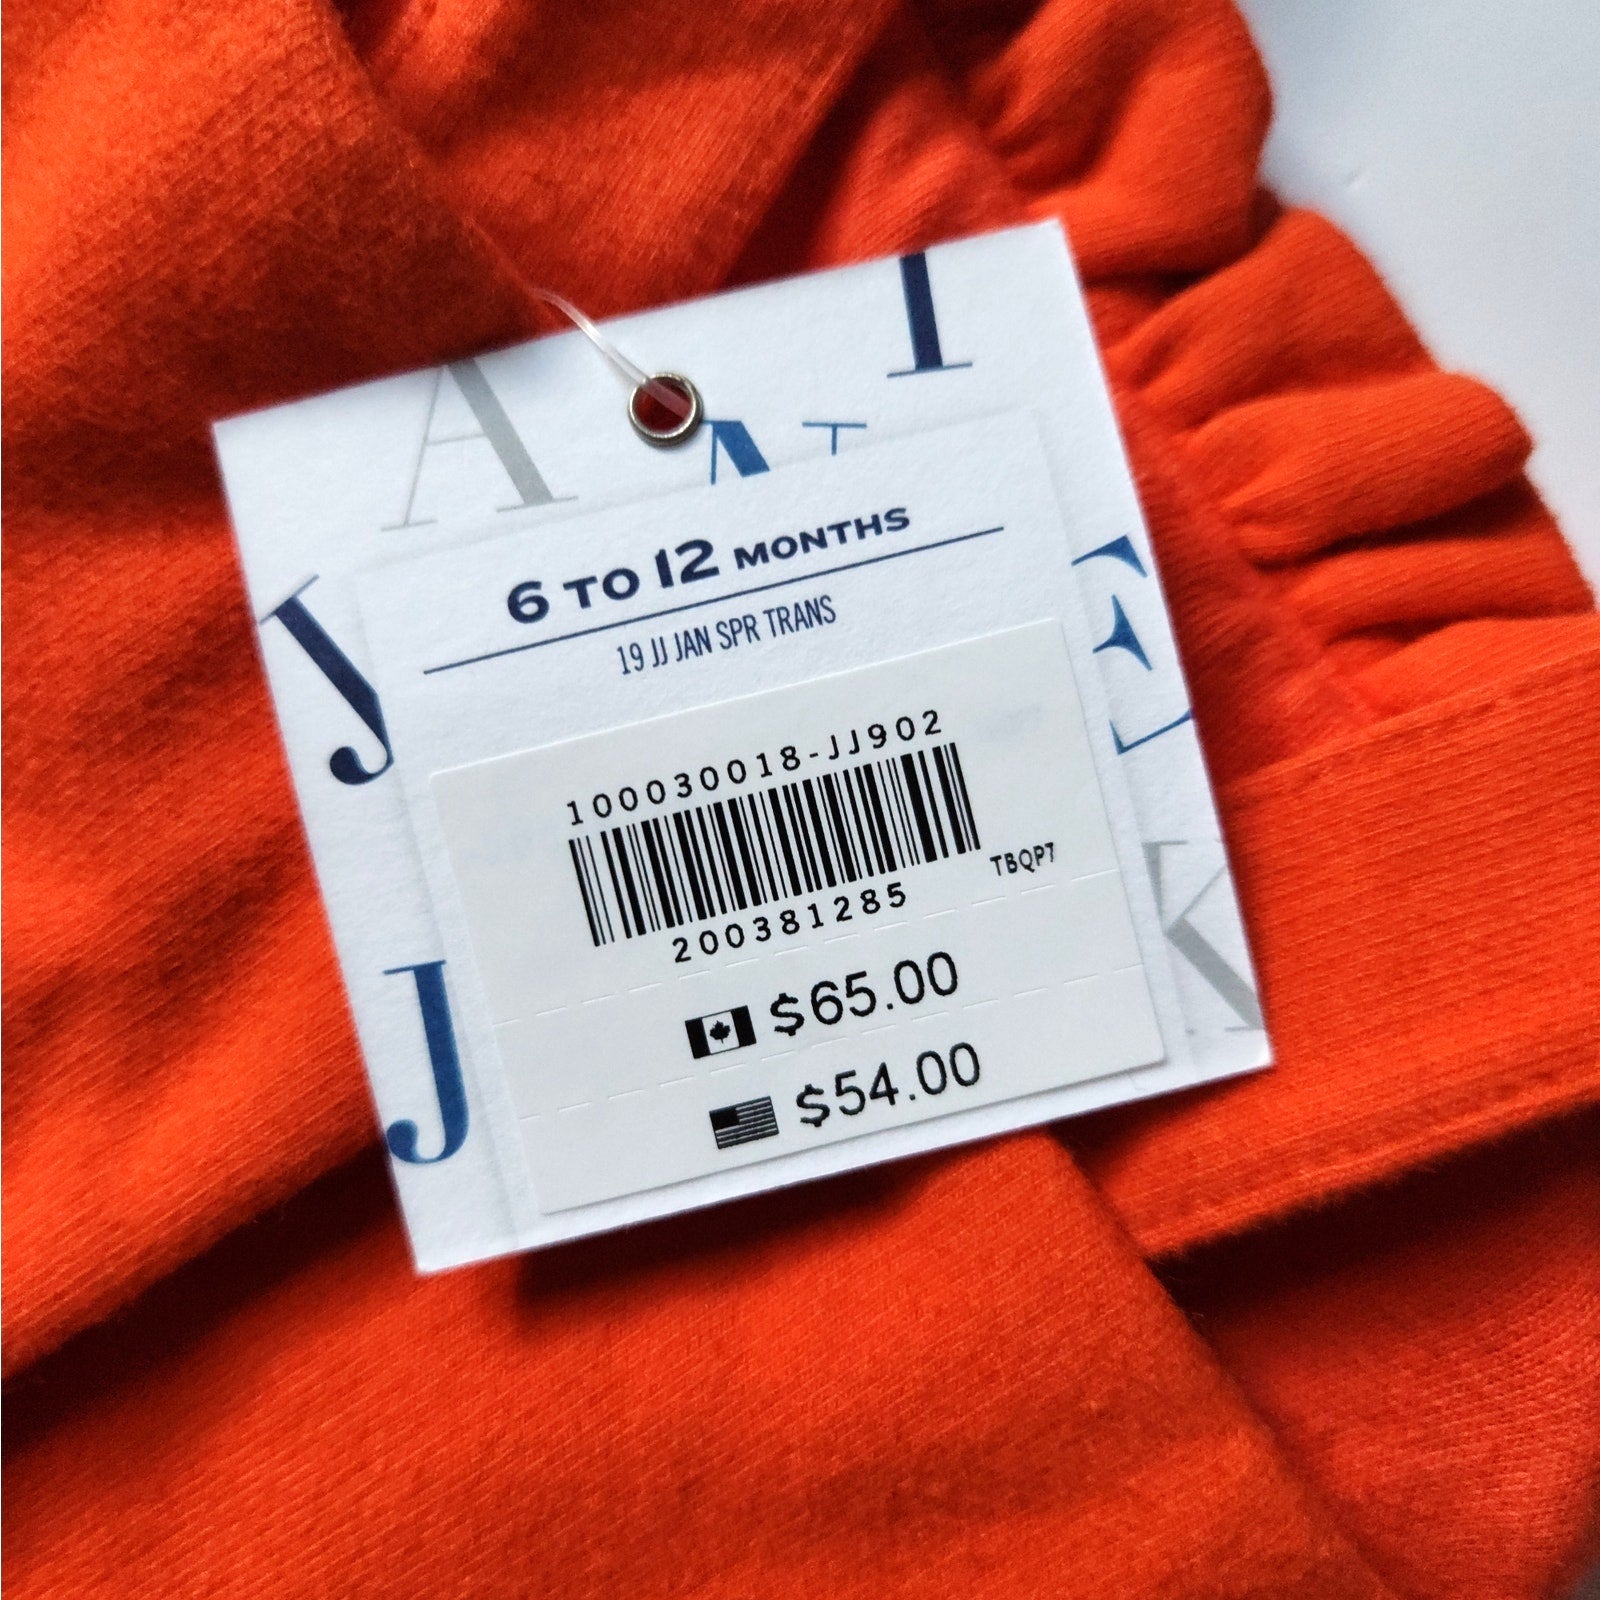 A
I
N
6 TO 12 MONTHS
19 JJ JAN SPR TRANS
J
E
100030018-JJ902
TBQP7
200381285
J
K
$65.00
$54.00